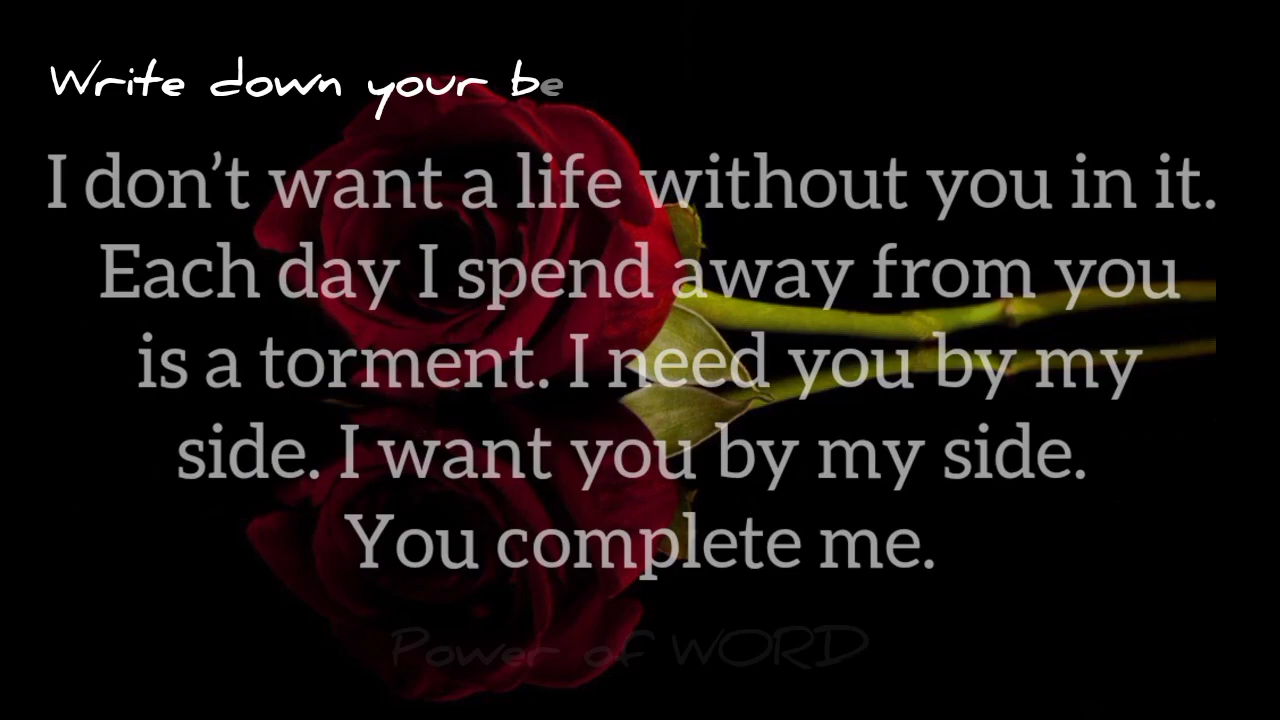 Write down your be
I don’t want a life without you in it.
Each day I spend away from you
is a torment. I need you by my
side. I want you by my side.
You complete me.
Power of WORD